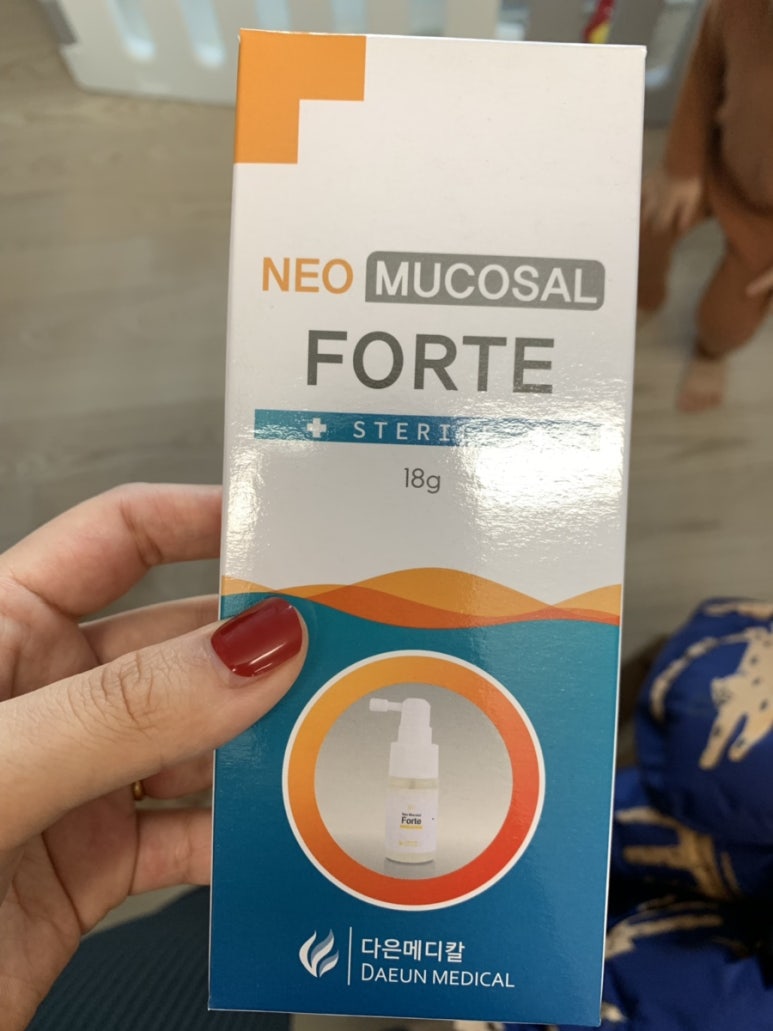 NEO MUCOSAL
FORTE
18g
Forte
다은메디칼
DAEUN MEDICAL